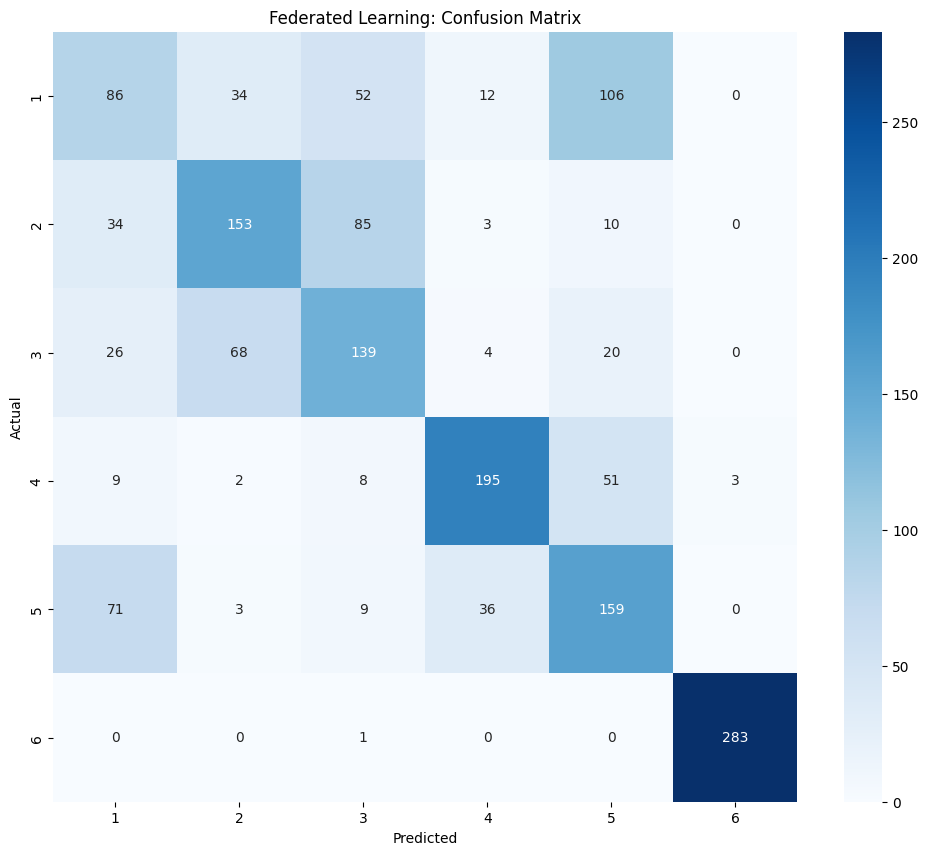 Federated Learning: Confusion Matrix
Actual
1 86 34 52 12 106 0
2 34 153 85 3 10 0
3 26 68 139 4 20 0
4 9 2 8 195 51 3
5 71 3 9 36 159 0
6 0 0 1 0 0 283
1 2 3 4 5 6
Predicted
250
200
150
100
50
0